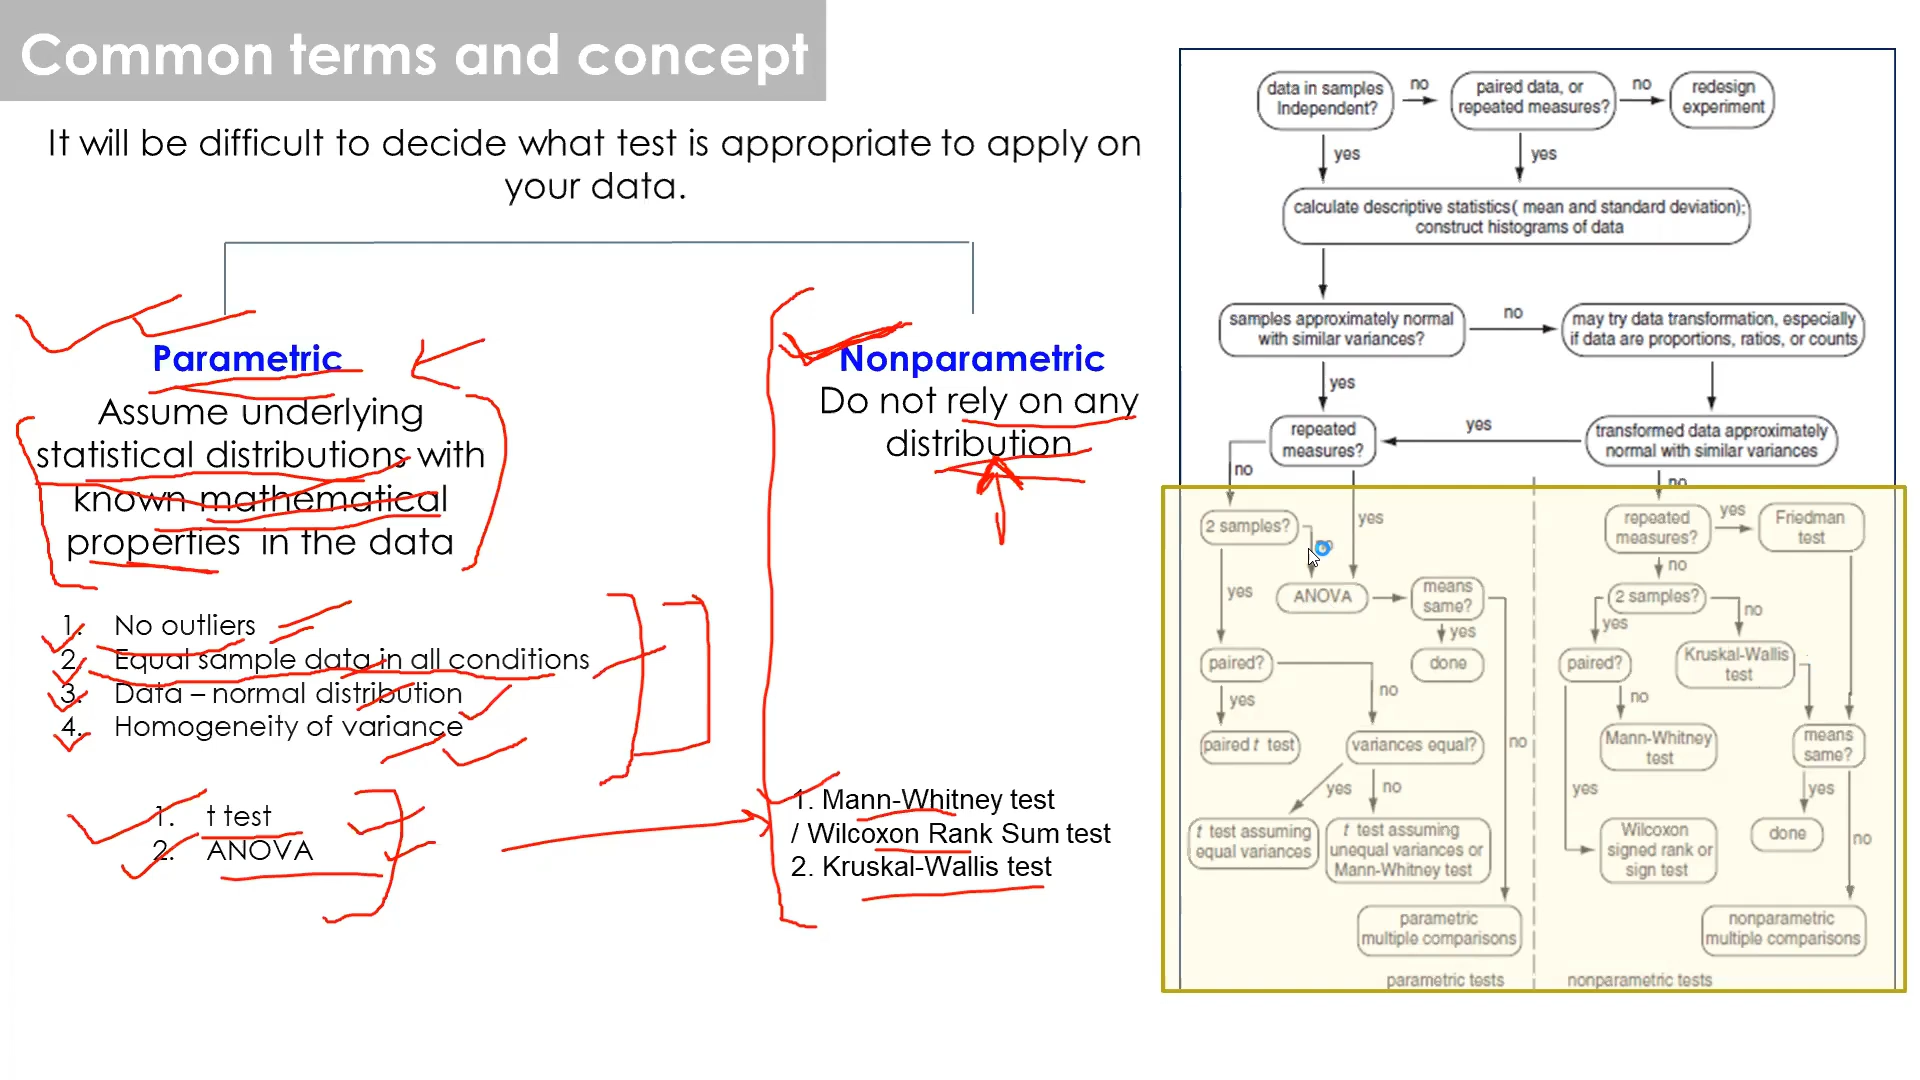 Common terms and concept
It will be difficult to decide what test is appropriate to apply on
your data.
Parametric
Assume underlying
statistical distributions with
known mathematical
properties in the data
1. No outliers
2. Equal sample data in all conditions
3. Data – normal distribution
4. Homogeneity of variance
1. t test
2. ANOVA
Nonparametric
Do not rely on any
distribution
1. Mann-Whitney test
/ Wilcoxon Rank Sum test
2. Kruskal-Wallis test
data in samples
Independent?
no
paired data, or
repeated measures?
no
redesign
experiment
yes
yes
calculate descriptive statistics( mean and standard deviation);
construct histograms of data
samples approximately normal
with similar variances?
no
may try data transformation, especially
if data are proportions, ratios, or counts
yes
repeated
measures?
yes
transformed data approximately
normal with similar variances
no
no
2 samples?
yes
repeated
measures?
yes
Friedman
test
no
yes
ANOVA
means
same?
2 samples?
no
yes
yes
paired?
no
done
paired?
Kruskal-Wallis
test
yes
no
no
paired t test
variances equal?
no
Mann-Whitney
test
means
same?
yes
no
yes
yes
t test assuming
equal variances
t test assuming
unequal variances or
Mann-Whitney test
Wilcoxon
signed rank or
sign test
done
no
parametric
multiple comparisons
nonparametric
multiple comparisons
parametric tests
nonparametric tests